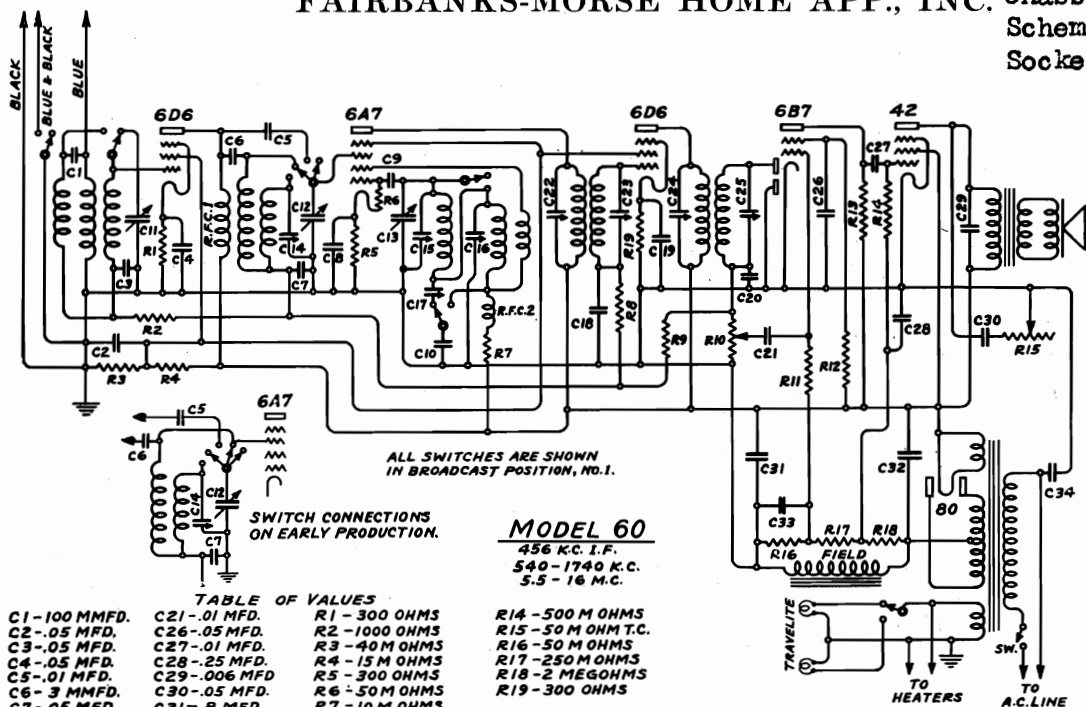 FAIRBANKS-MORSE HOME APP., INC.
Schem
Socke
BLACK
BLUE & BLACK
BLUE
6D6
6A7
6D6
6B7
42
C1
C11
R1
C4
C3
R.F.C.1
C6
C5
C14
C12
C7
C8
R5
R6
C9
C13
C15
C16
C17
C10
R.F.C.2
R7
C22
C23
C18
R8
R19
C19
C24
C25
C20
R9
R10
C21
R11
R12
C26
R13
C27
R14
C28
C29
C30
R15
R2
C2
R3
R4
C31
C32
C33
R16
R17
R18
FIELD
80
C34
C5
6A7
C6
C14
C12
C7
ALL SWITCHES ARE SHOWN
IN BROADCAST POSITION, NO.1.
SWITCH CONNECTIONS
ON EARLY PRODUCTION.
MODEL 60
456 K.C. I.F.
540-1740 K.C.
5.5 - 16 M.C.
TRAVELITE
TO
HEATERS
SW.
TO
A.C. LINE
TABLE OF VALUES
C1-100 MMFD. C21-.01 MFD. R1-300 OHMS R14-500 M OHMS
C2-.05 MFD. C26-.05 MFD. R2-1000 OHMS R15-50 M OHM T.C.
C3-.05 MFD. C27-.01 MFD. R3-40 M OHMS R16-50 M OHMS
C4-.05 MFD. C28-.25 MFD. R4-15 M OHMS R17-250 M OHMS
C5-.01 MFD. C29-.006 MFD R5-300 OHMS R18-2 MEGOHMS
C6-3 MMFD. C30-.05 MFD. R6-50 M OHMS R19-300 OHMS
C7-.05 MFD. C31-8 MFD. R7-10 M OHMS